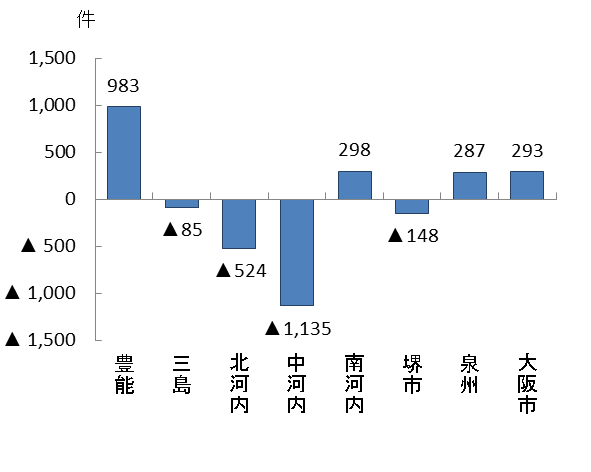 件
1,500
1,000
500
0
▲ 500
▲ 1,000
▲ 1,500
983
▲85
▲524
▲1,135
298
▲148
287
293
豊能
三島
北河内
中河内
南河内
堺市
泉州
大阪市